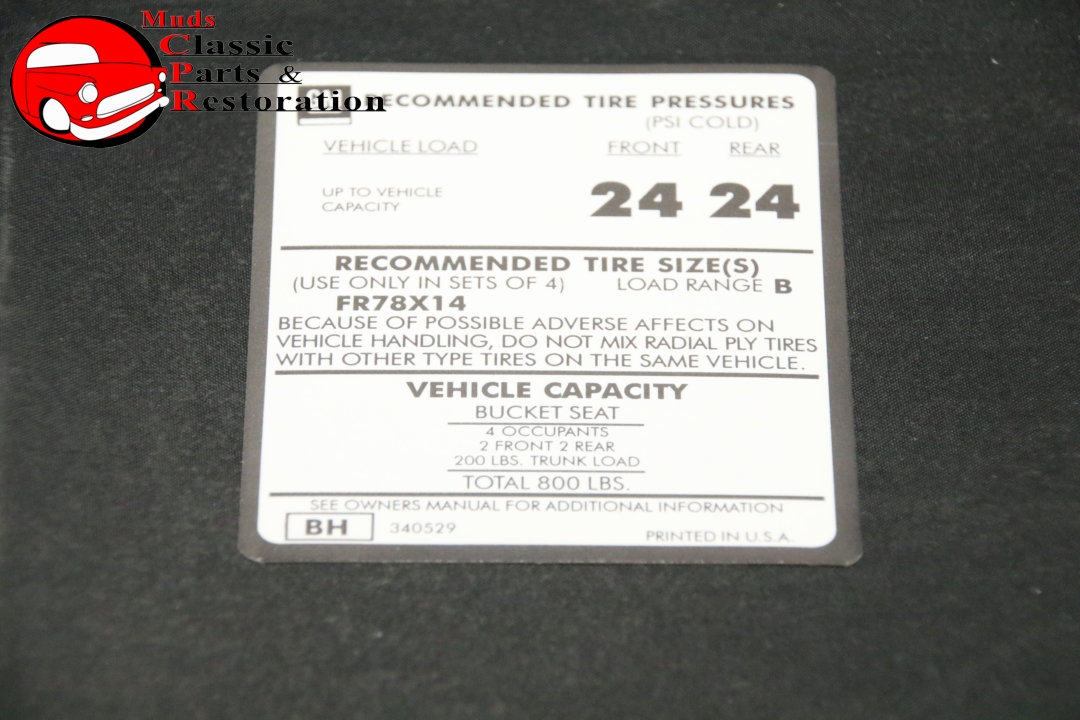 Muds
Classic
Parts &
Restoration
GM RECOMMENDED TIRE PRESSURES
(PSI COLD)
VEHICLE LOAD FRONT REAR
UP TO VEHICLE
CAPACITY
24 24
RECOMMENDED TIRE SIZE(S)
(USE ONLY IN SETS OF 4) LOAD RANGE B
FR78X14
BECAUSE OF POSSIBLE ADVERSE AFFECTS ON
VEHICLE HANDLING, DO NOT MIX RADIAL PLY TIRES
WITH OTHER TYPE TIRES ON THE SAME VEHICLE.
VEHICLE CAPACITY
BUCKET SEAT
4 OCCUPANTS
2 FRONT 2 REAR
200 LBS. TRUNK LOAD
TOTAL 800 LBS.
SEE OWNERS MANUAL FOR ADDITIONAL INFORMATION
BH 340529 PRINTED IN U.S.A.